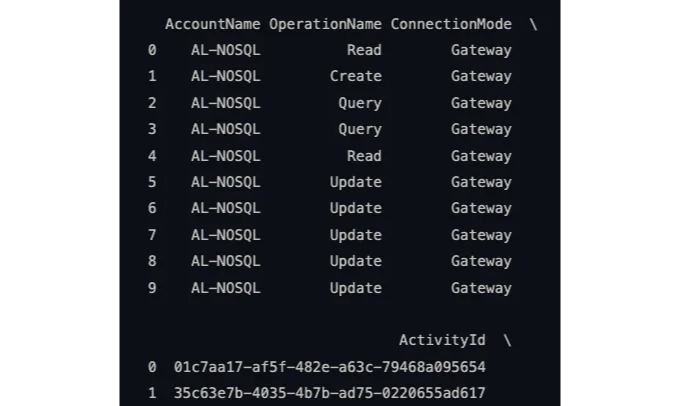 AccountName OperationName ConnectionMode \
0 AL-NOSQL Read Gateway
1 AL-NOSQL Create Gateway
2 AL-NOSQL Query Gateway
3 AL-NOSQL Query Gateway
4 AL-NOSQL Read Gateway
5 AL-NOSQL Update Gateway
6 AL-NOSQL Update Gateway
7 AL-NOSQL Update Gateway
8 AL-NOSQL Update Gateway
9 AL-NOSQL Update Gateway
ActivityId \
0 01c7aa17-af5f-482e-a63c-79468a095654
1 35c63e7b-4035-4b7b-ad75-0220655ad617